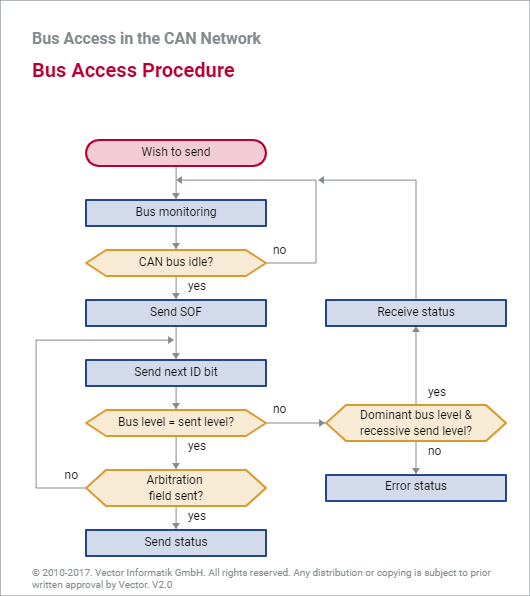 Bus Access in the CAN Network
Bus Access Procedure
Wish to send
Bus monitoring
CAN bus idle?
no
yes
Send SOF
Receive status
Send next ID bit
yes
Bus level = sent level?
no
Dominant bus level &
recessive send level?
yes
no
no
Arbitration
field sent?
Error status
yes
Send status
© 2010-2017. Vector Informatik GmbH. All rights reserved. Any distribution or copying is subject to prior
written approval by Vector. V2.0